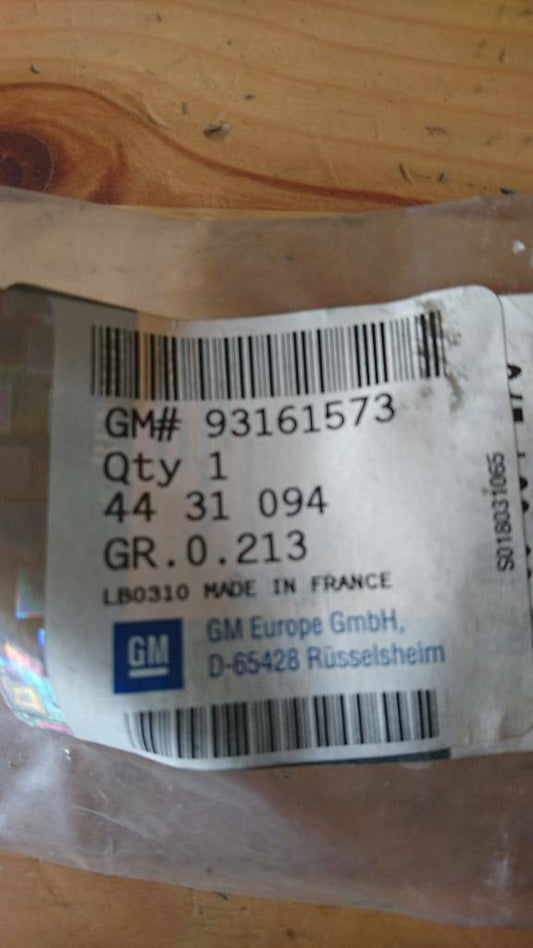 GM# 93161573
Qty 1
44 31 094
GR.0.213
LB0310 MADE IN FRANCE
GM
GM Europe GmbH,
D-65428 Rüsselsheim
S018031065